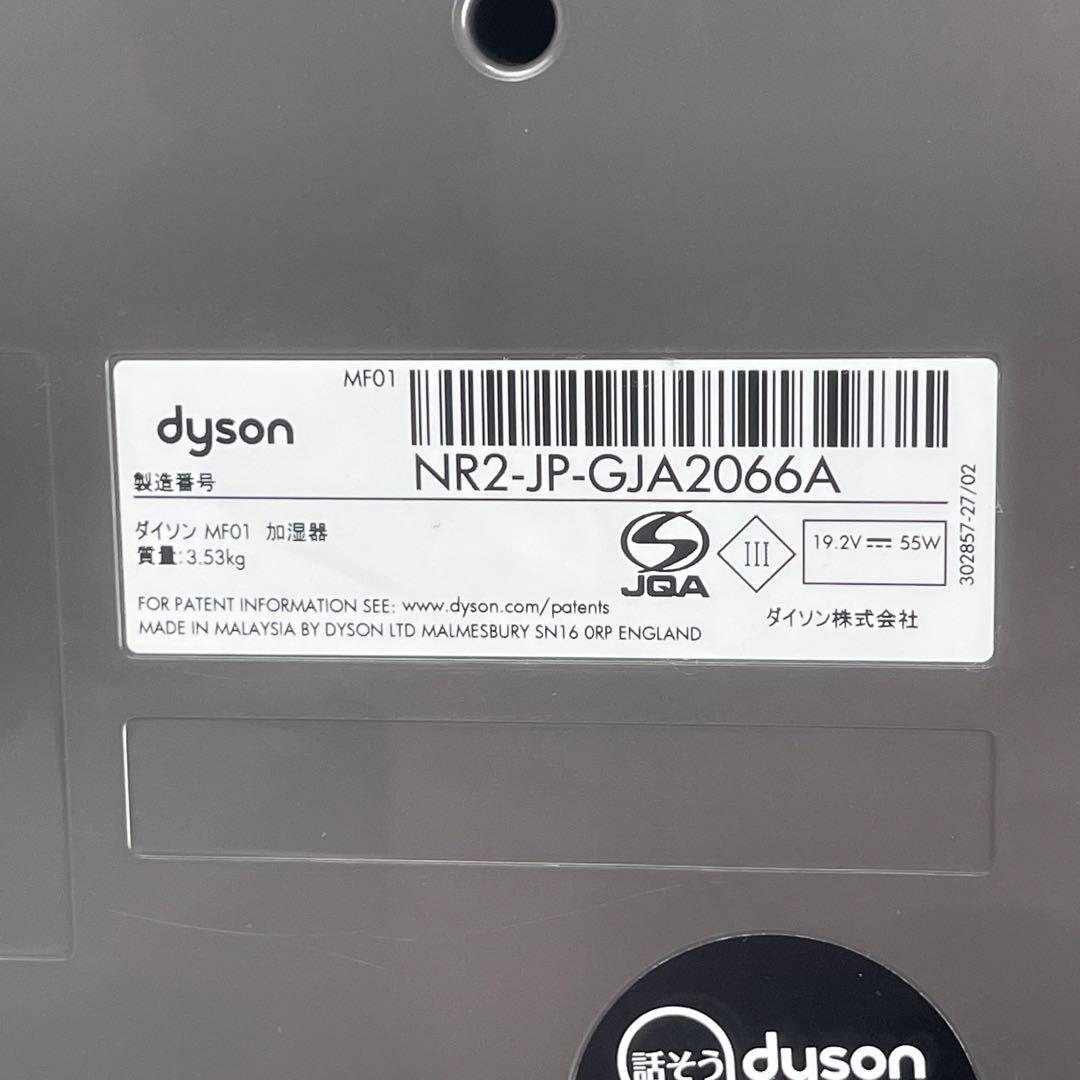 MF01
dyson
NR2-JP-GJA2066A
製造番号
ダイソン MF01 加湿器
質量:3.53kg
JQA
III
19.2V⎓ 55W
302857-27/02
FOR PATENT INFORMATION SEE: www.dyson.com/patents
MADE IN MALAYSIA BY DYSON LTD MALMESBURY SN16 0RP ENGLAND
ダイソン株式会社
話そう dyson